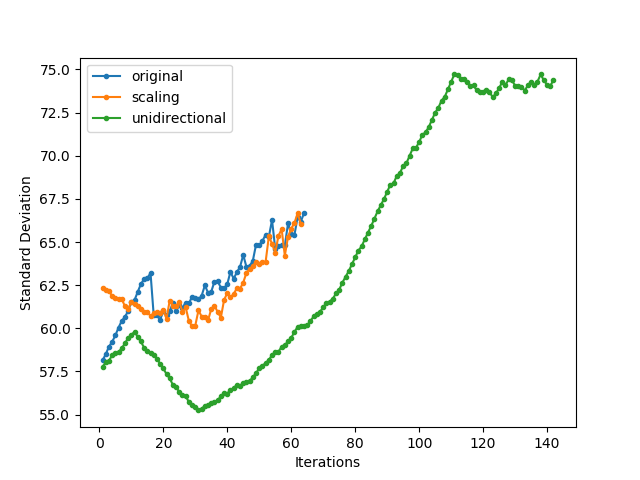 original
scaling
unidirectional
75.0
72.5
70.0
67.5
65.0
62.5
60.0
57.5
55.0
Standard Deviation
0 20 40 60 80 100 120 140
Iterations